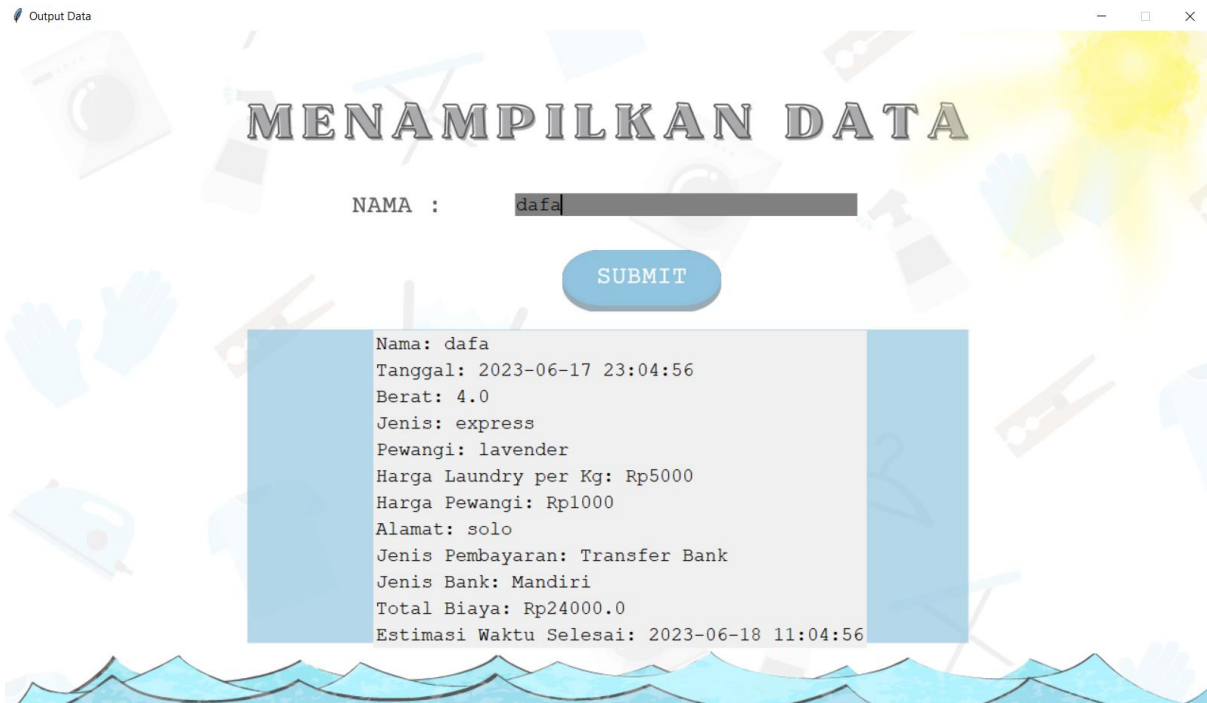 Output Data
MENAMPILKAN DATA
NAMA : dafa
SUBMIT
Nama: dafa
Tanggal: 2023-06-17 23:04:56
Berat: 4.0
Jenis: express
Pewangi: lavender
Harga Laundry per Kg: Rp5000
Harga Pewangi: Rp1000
Alamat: solo
Jenis Pembayaran: Transfer Bank
Jenis Bank: Mandiri
Total Biaya: Rp24000.0
Estimasi Waktu Selesai: 2023-06-18 11:04:56